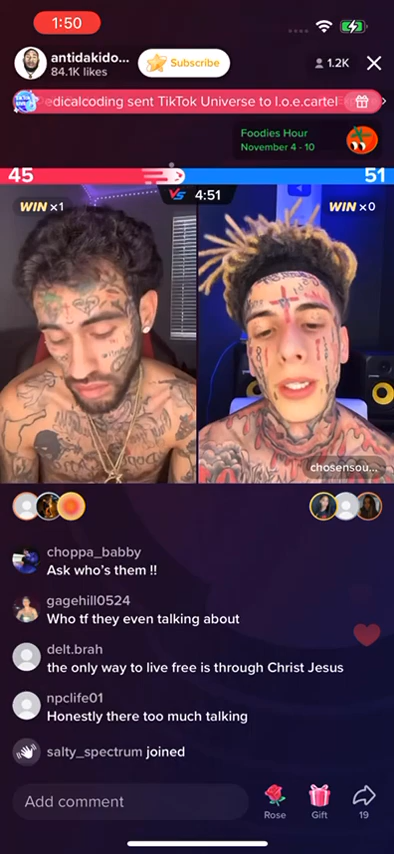 1:50
antidakido...
84.1K likes
Subscribe
1.2K
edicalcoding sent TikTok Universe to l.o.e.cartel
Foodies Hour
November 4 - 10
45
51
VS 4:51
WIN x1
WIN x0
chosensou...
choppa_babby
Ask who’s them !!
gagehill0524
Who tf they even talking about
delt.brah
the only way to live free is through Christ Jesus
npclife01
Honestly there too much talking
salty_spectrum joined
Add comment
Rose
Gift
19